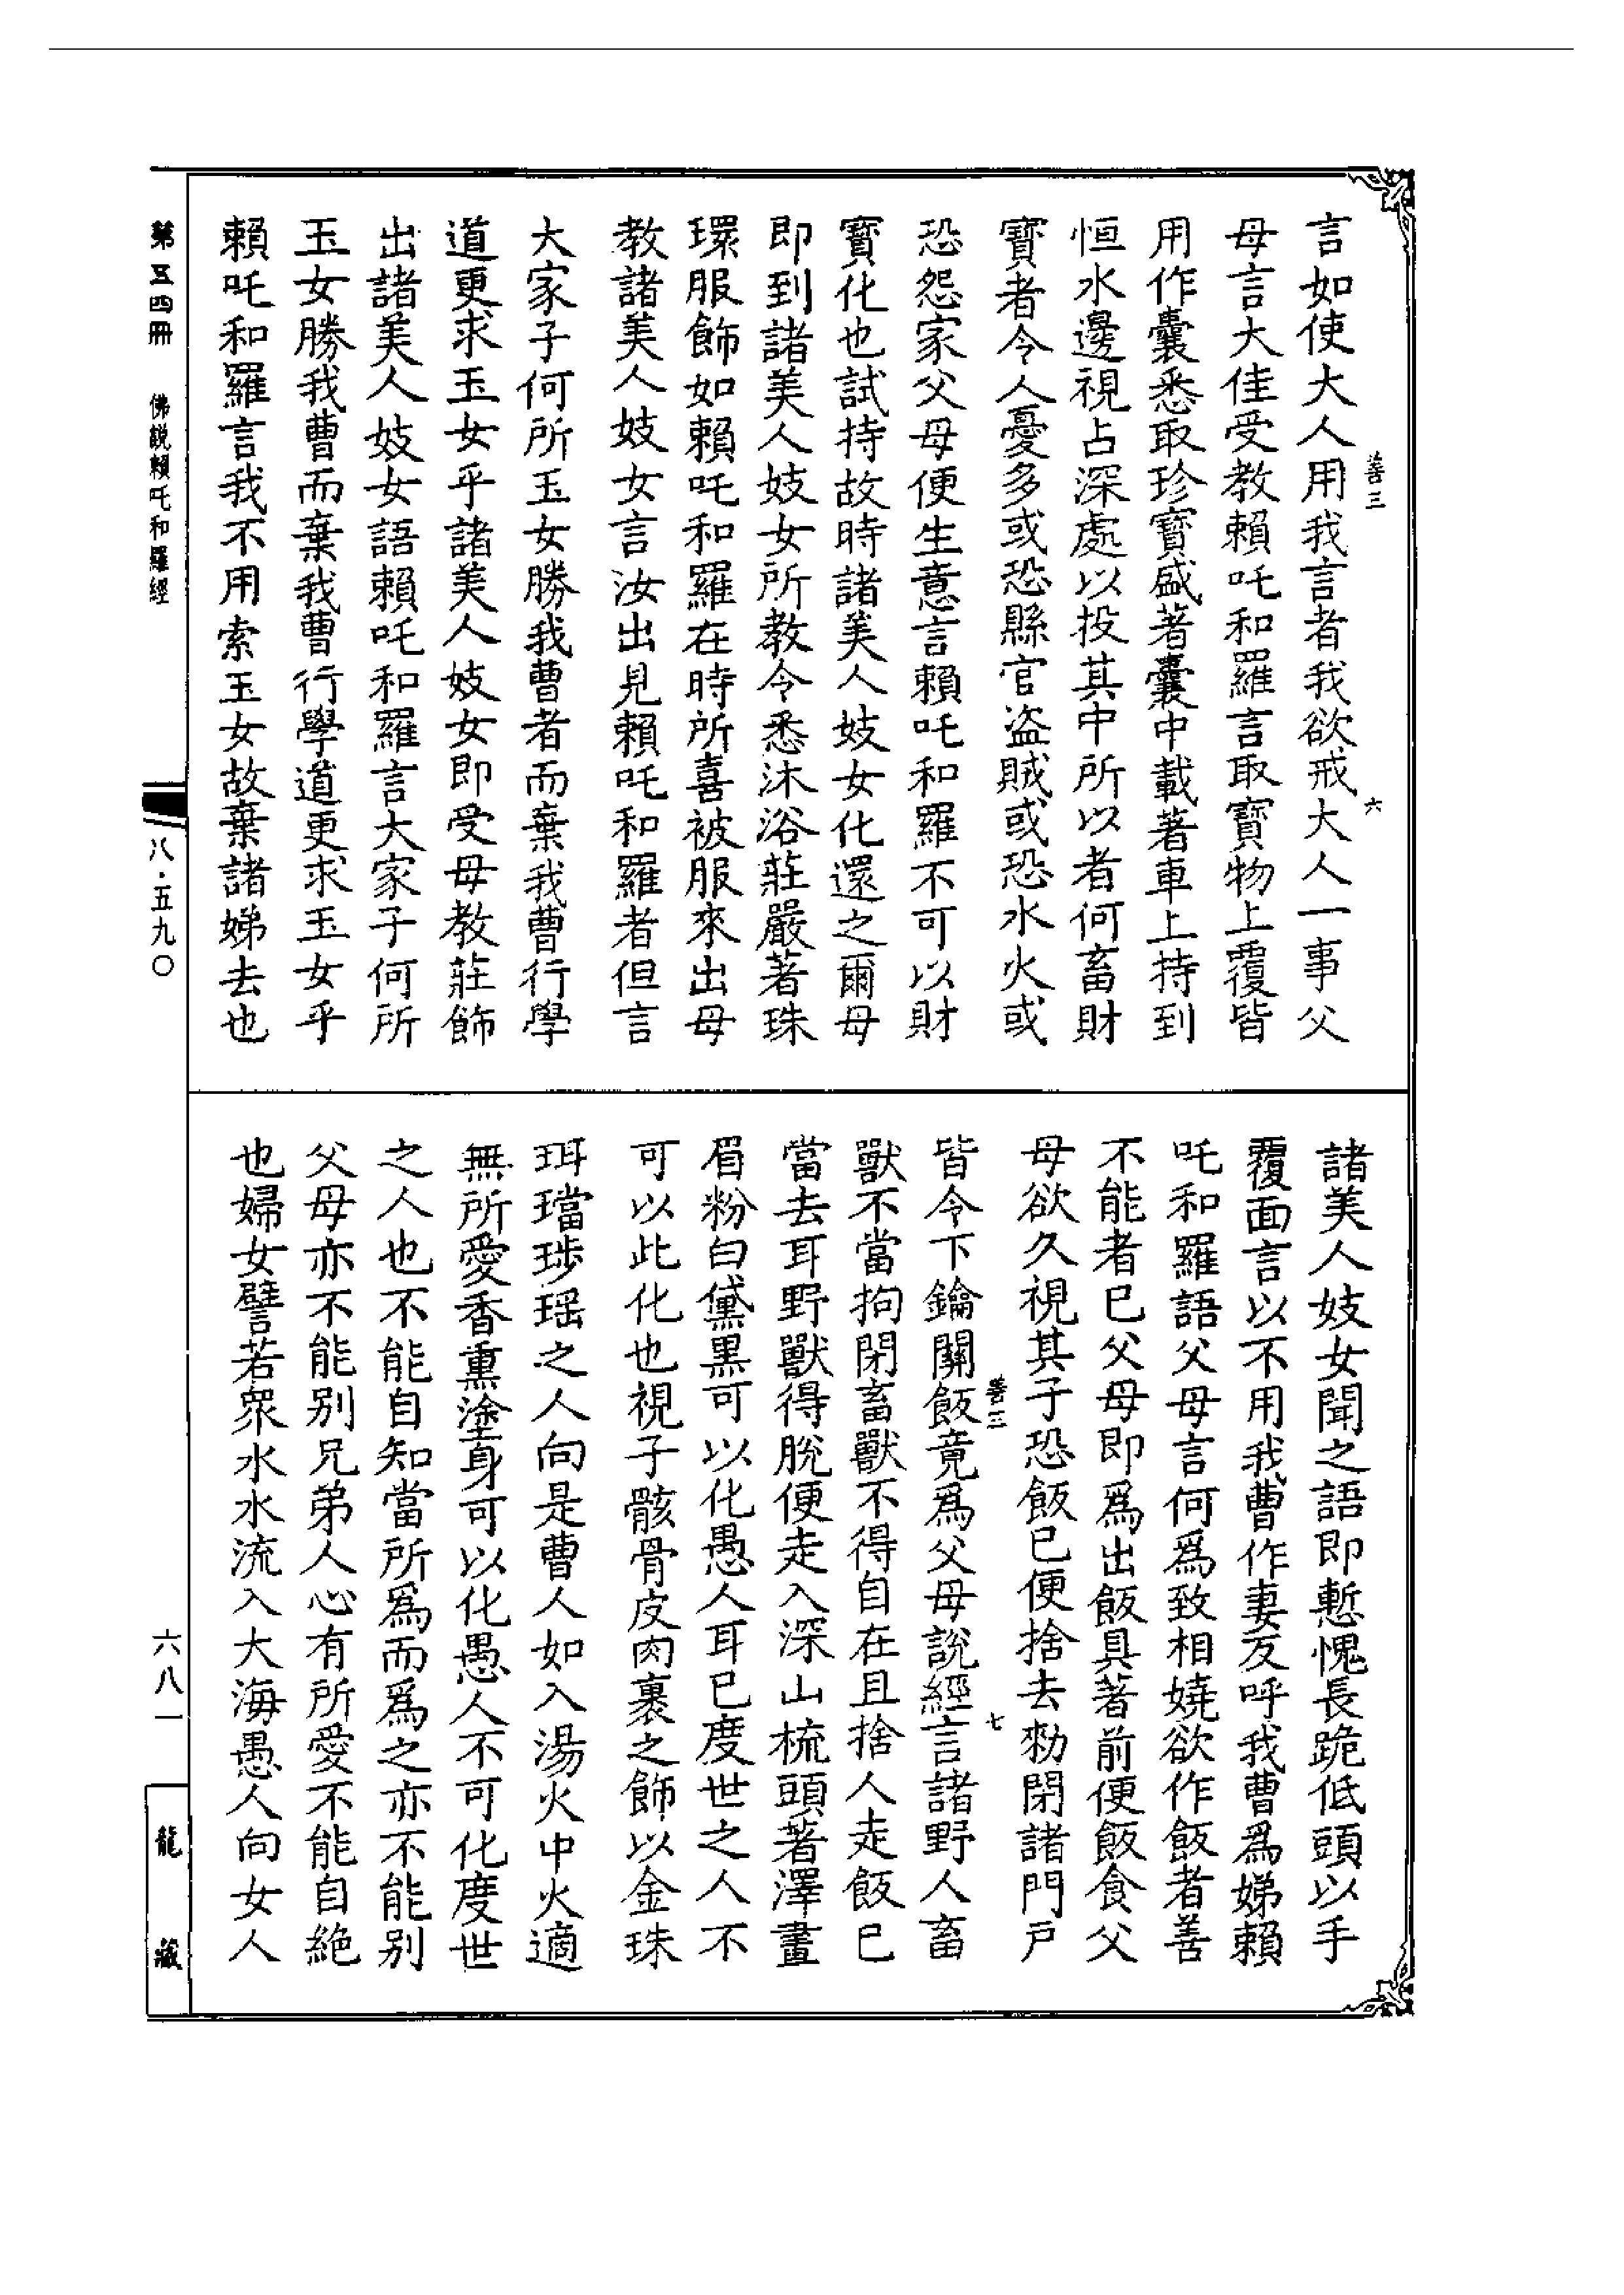 言如使大人用我言者我欲戒大人一事父
母言大佳受教賴吒和羅言取寶物上覆皆
用作囊悉取珍寶盛著囊中載著車上持到
恒水邊視占深處以投其中所以者何畜財
寶者令人憂多或恐縣官盜賊或恐水火或
恐怨家父母便生意言賴吒和羅不可以財
寶化也試持故時諸美人妓女化還之爾母
即到諸美人妓女所教令悉沐浴莊嚴著珠
環服飾如賴吒和羅在時所喜被服來出母
教諸美人妓女言汝出見賴吒和羅者但言
大家子何所玉女勝我曹者而棄我曹行學
道更求玉女乎諸美人妓女即受母教莊飾
出諸美人妓女語賴吒和羅言大家子何所
玉女勝我曹而棄我曹行學道更求玉女乎
賴吒和羅言我不用索玉女故棄諸娣去也
善三
六
諸美人妓女聞之語即慙愧長跪低頭以手
覆面言以不用我曹作妻反呼我曹爲娣賴
吒和羅語父母言何爲致相嬈欲作飯者善
不能者已父母即爲出飯具著前便飯食父
母欲久視其子恐飯已便捨去勑閉諸門戶
皆令下鑰關飯竟爲父母説經言諸野人畜
獸不當拘閉畜獸不得自在且捨人走飯已
當去耳野獸得脫便走入深山梳頭著澤畫
眉粉白黛黑可以化愚人耳已度世之人不
可以此化也視子骸骨皮肉裹之飾以金珠
珥璫㻉瑶之人向是曹人如入湯火中火適
無所愛香熏塗身可以化愚人不可化度世
之人也不能自知當所爲而爲之亦不能别
父母亦不能别兄弟人心有所愛不能自絶
也婦女譬若衆水水流入大海愚人向女人
善三
七
第五四冊
佛説賴吒和羅經
八·五九〇
六八一
龍藏